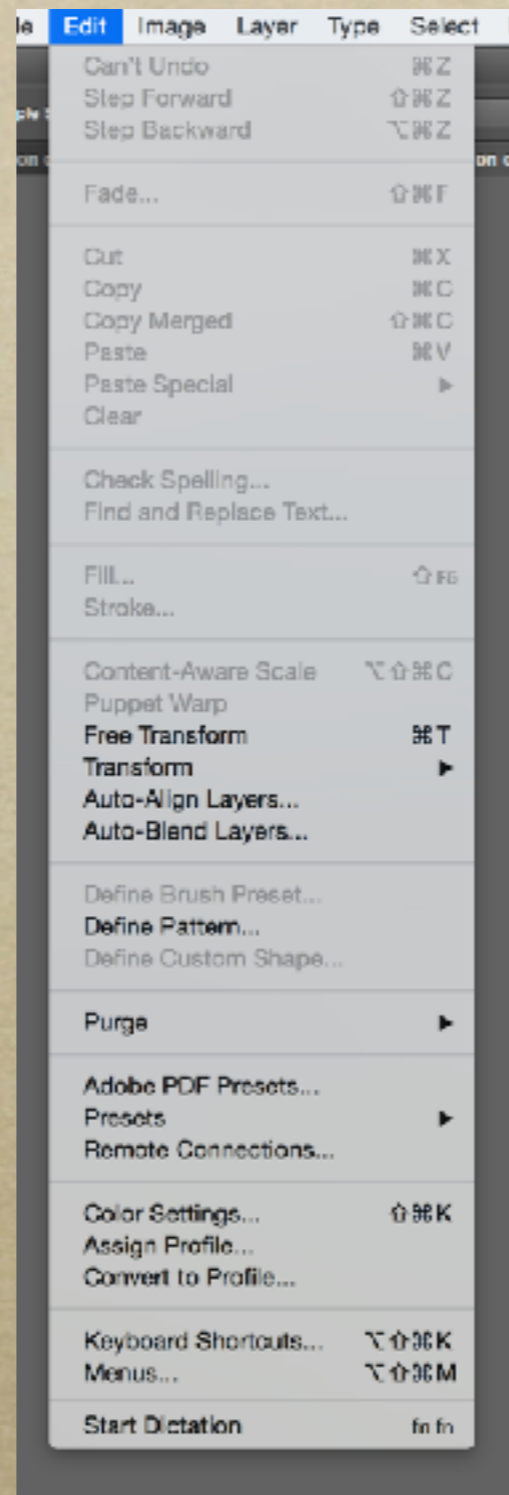 Edit Image Layer Type Select
Can't Undo ⌘Z
Step Forward ⇧⌘Z
Step Backward ⌥⌘Z
Fade... ⇧⌘F
Cut ⌘X
Copy ⌘C
Copy Merged ⇧⌘C
Paste ⌘V
Paste Special ▶
Clear
Check Spelling...
Find and Replace Text...
Fill... ⇧F5
Stroke...
Content-Aware Scale ⌥⇧⌘C
Puppet Warp
Free Transform ⌘T
Transform ▶
Auto-Align Layers...
Auto-Blend Layers...
Define Brush Preset...
Define Pattern...
Define Custom Shape...
Purge ▶
Adobe PDF Presets...
Presets ▶
Remote Connections...
Color Settings... ⇧⌘K
Assign Profile...
Convert to Profile...
Keyboard Shortcuts... ⌥⇧⌘K
Menus... ⌥⇧⌘M
Start Dictation fn fn